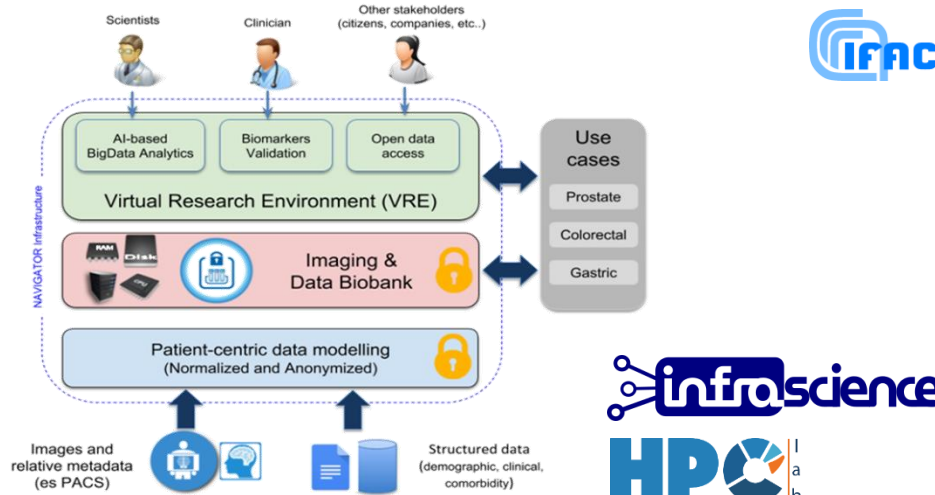 Scientists
Clinician
Other stakeholders
(citizens, companies, etc..)
IFAC
AI-based
BigData Analytics
Biomarkers
Validation
Open data
access
Virtual Research Environment (VRE)
Use
cases
Prostate
Colorectal
Gastric
NAVIGATOR Infrastructure
RAM
Disk
CPU
Imaging &
Data Biobank
Patient-centric data modelling
(Normalized and Anonymized)
Images and
relative metadata
(es PACS)
Structured data
(demographic, clinical,
comorbidity)
infrascience
HPC
l
a
b